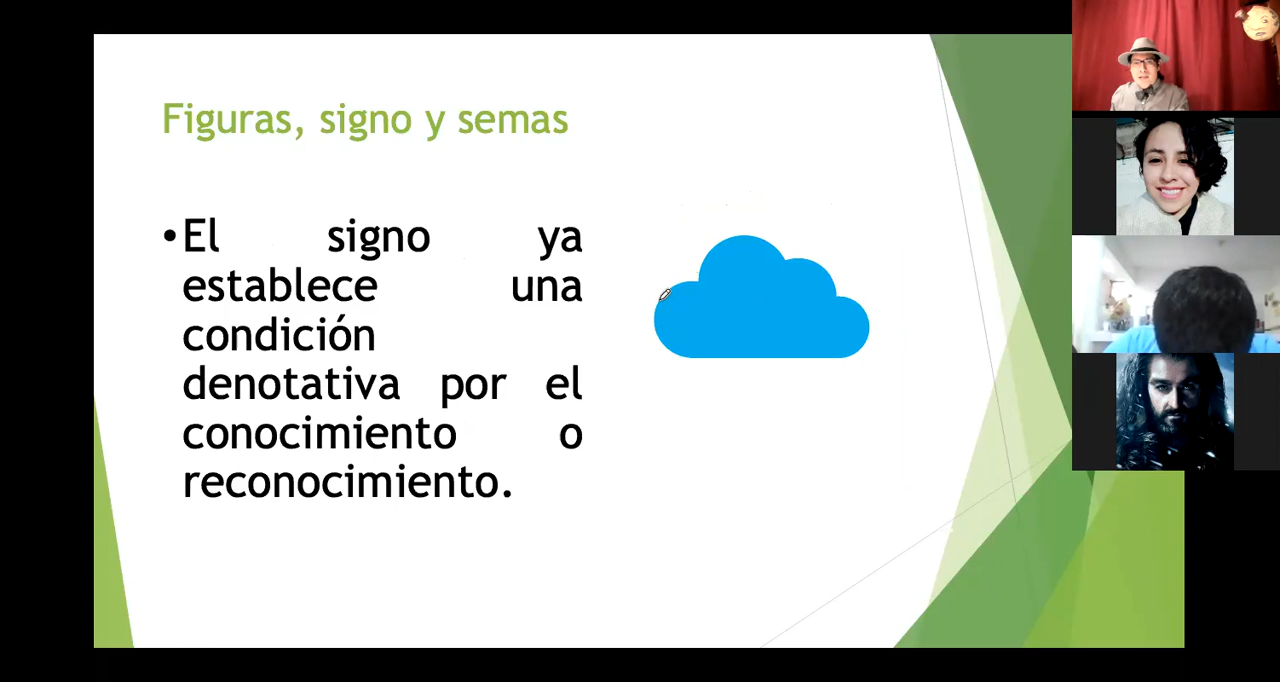 Figuras, signo y semas
•El signo ya
establece una
condición
denotativa por el
conocimiento o
reconocimiento.